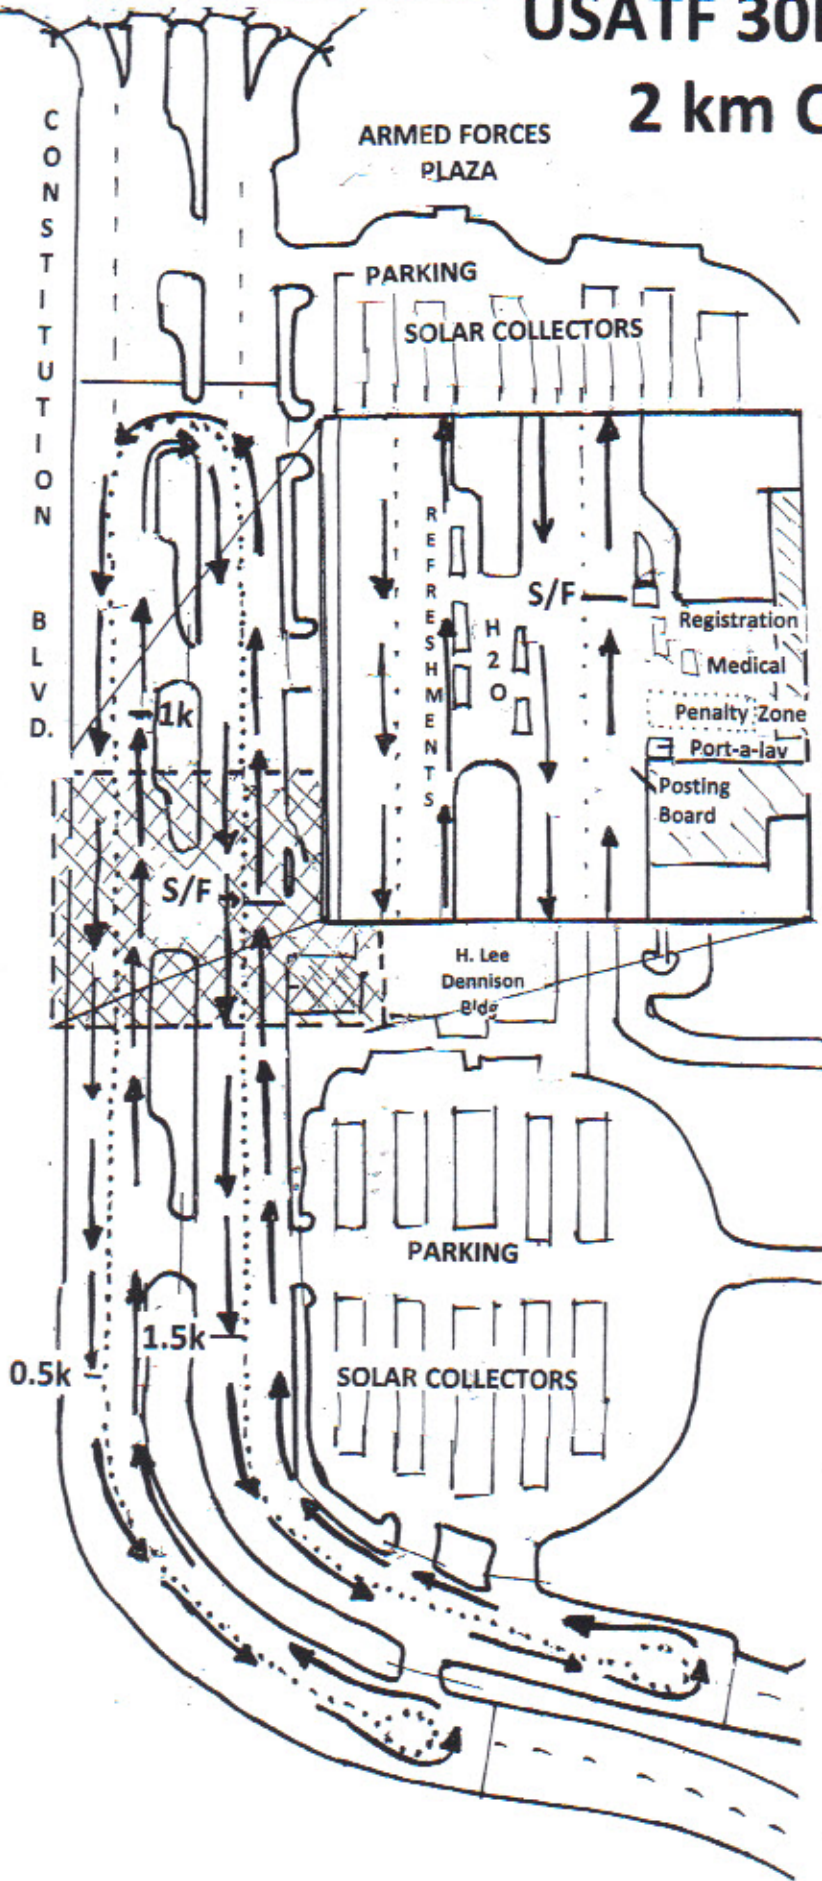 USATF 30
2 km
ARMED FORCES
PLAZA
CONSTITUTION
BLVD.
PARKING
SOLAR COLLECTORS
REFRESHMENTS
H2O
S/F
Registration
Medical
Penalty Zone
Port-a-lav
Posting
Board
1k
S/F
H. Lee
Dennison
Bldg
PARKING
1.5k
0.5k
SOLAR COLLECTORS